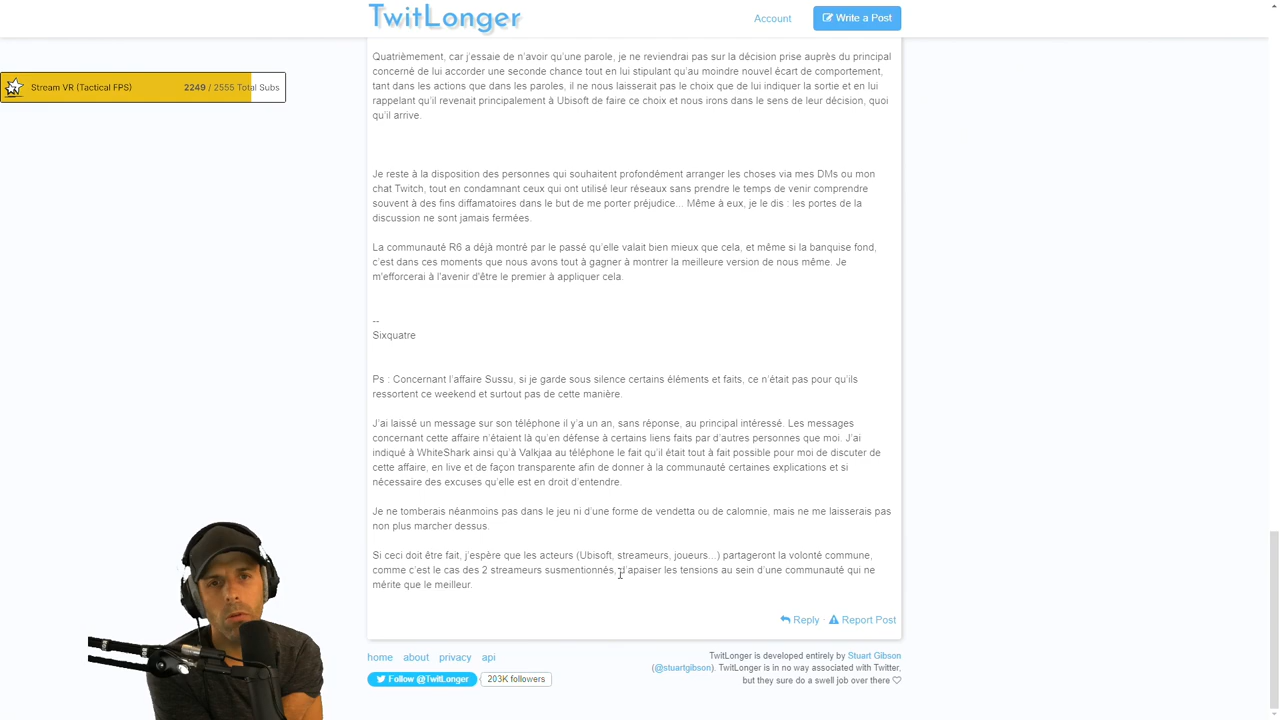 TwitLonger
Account
Write a Post
Stream VR (Tactical FPS)
2249 / 2555 Total Subs
Quatrièmement, car j'essaie de n'avoir qu'une parole, je ne reviendrai pas sur la décision prise auprès du principal
concerné de lui accorder une seconde chance tout en lui stipulant qu'au moindre nouvel écart de comportement,
tant dans les actions que dans les paroles, il ne nous laisserait pas le choix que de lui indiquer la sortie et en lui
rappelant qu'il revenait principalement à Ubisoft de faire ce choix et nous irons dans le sens de leur décision, quoi
qu'il arrive.
Je reste à la disposition des personnes qui souhaitent profondément arranger les choses via mes DMs ou mon
chat Twitch, tout en condamnant ceux qui ont utilisé leur réseaux sans prendre le temps de venir comprendre
souvent à des fins diffamatoires dans le but de me porter préjudice... Même à eux, je le dis : les portes de la
discussion ne sont jamais fermées.
La communauté R6 a déjà montré par le passé qu'elle valait bien mieux que cela, et même si la banquise fond,
c'est dans ces moments que nous avons tout à gagner à montrer la meilleure version de nous même. Je
m'efforcerai à l'avenir d'être le premier à appliquer cela.
--
Sixquatre
Ps : Concernant l'affaire Sussu, si je garde sous silence certains éléments et faits, ce n'était pas pour qu'ils
ressortent ce weekend et surtout pas de cette manière.
J'ai laissé un message sur son téléphone il y'a un an, sans réponse, au principal intéressé. Les messages
concernant cette affaire n'étaient là qu'en défense à certains liens faits par d'autres personnes que moi. J'ai
indiqué à WhiteShark ainsi qu'à Valkjaa au téléphone le fait qu'il était tout à fait possible pour moi de discuter de
cette affaire, en live et de façon transparente afin de donner à la communauté certaines explications et si
nécessaire des excuses qu'elle est en droit d'entendre.
Je ne tomberais néanmoins pas dans le jeu ni d'une forme de vendetta ou de calomnie, mais ne me laisserais pas
non plus marcher dessus.
Si ceci doit être fait, j'espère que les acteurs (Ubisoft, streameurs, joueurs...) partageront la volonté commune,
comme c'est le cas des 2 streameurs susmentionnés, d'apaiser les tensions au sein d'une communauté qui ne
mérite que le meilleur.
Reply · Report Post
home about privacy api
Follow @TwitLonger 203K followers
TwitLonger is developed entirely by Stuart Gibson
(@stuartgibson). TwitLonger is in no way associated with Twitter,
but they sure do a swell job over there